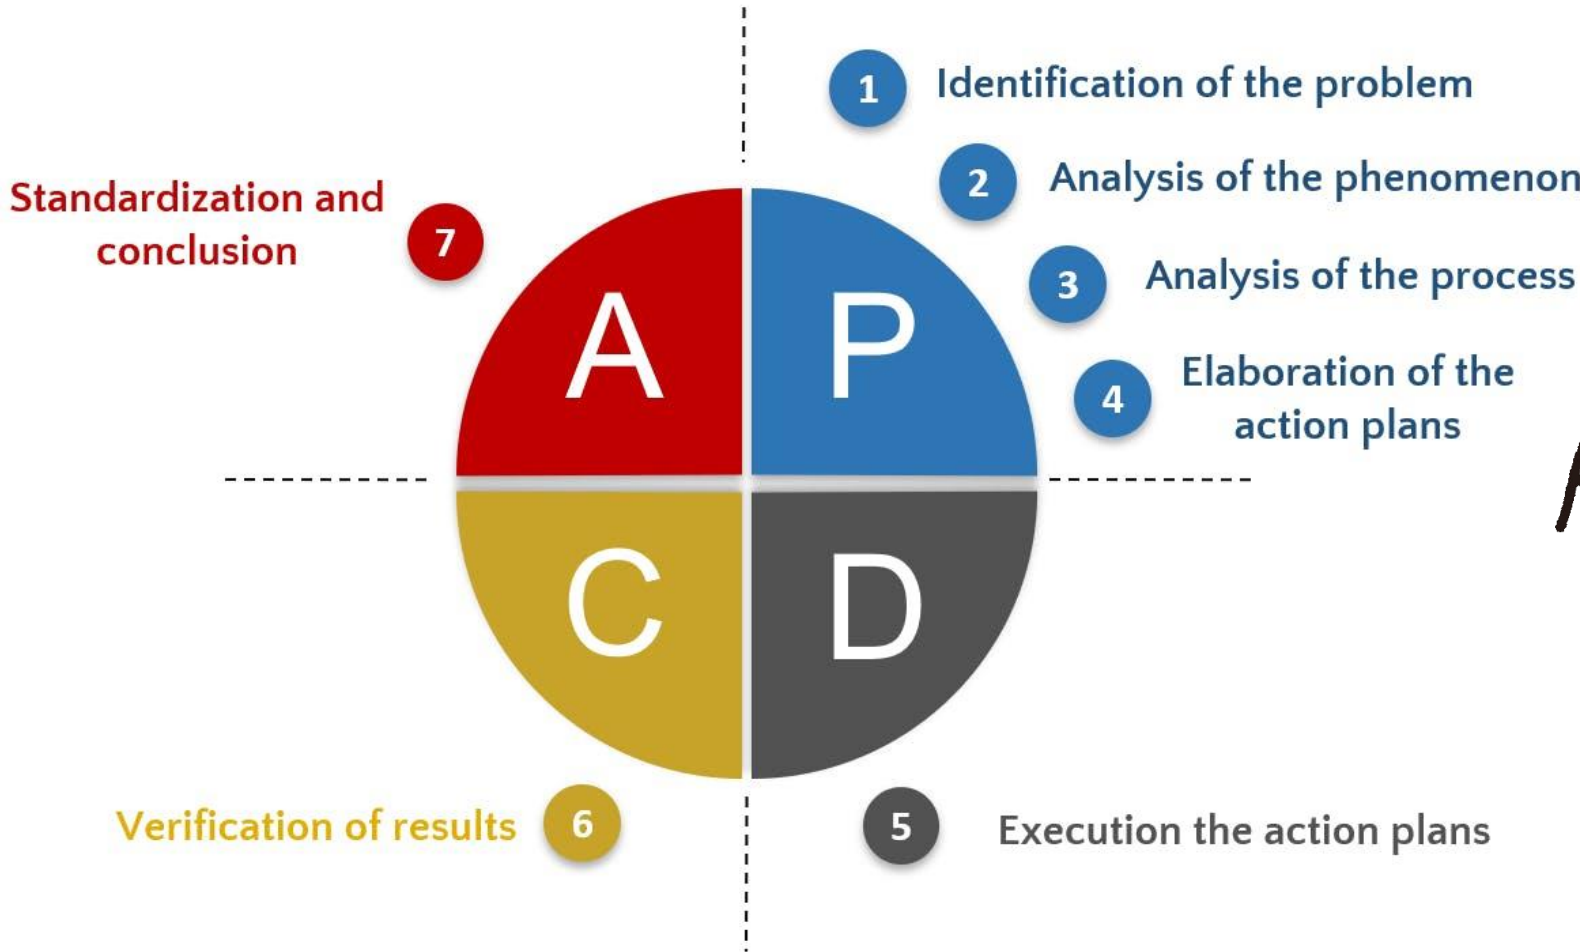 1 Identification of the problem
2 Analysis of the phenomenon
3 Analysis of the process
4 Elaboration of the
action plans
Standardization and
conclusion
7
A P
C D
Verification of results 6
5 Execution the action plans